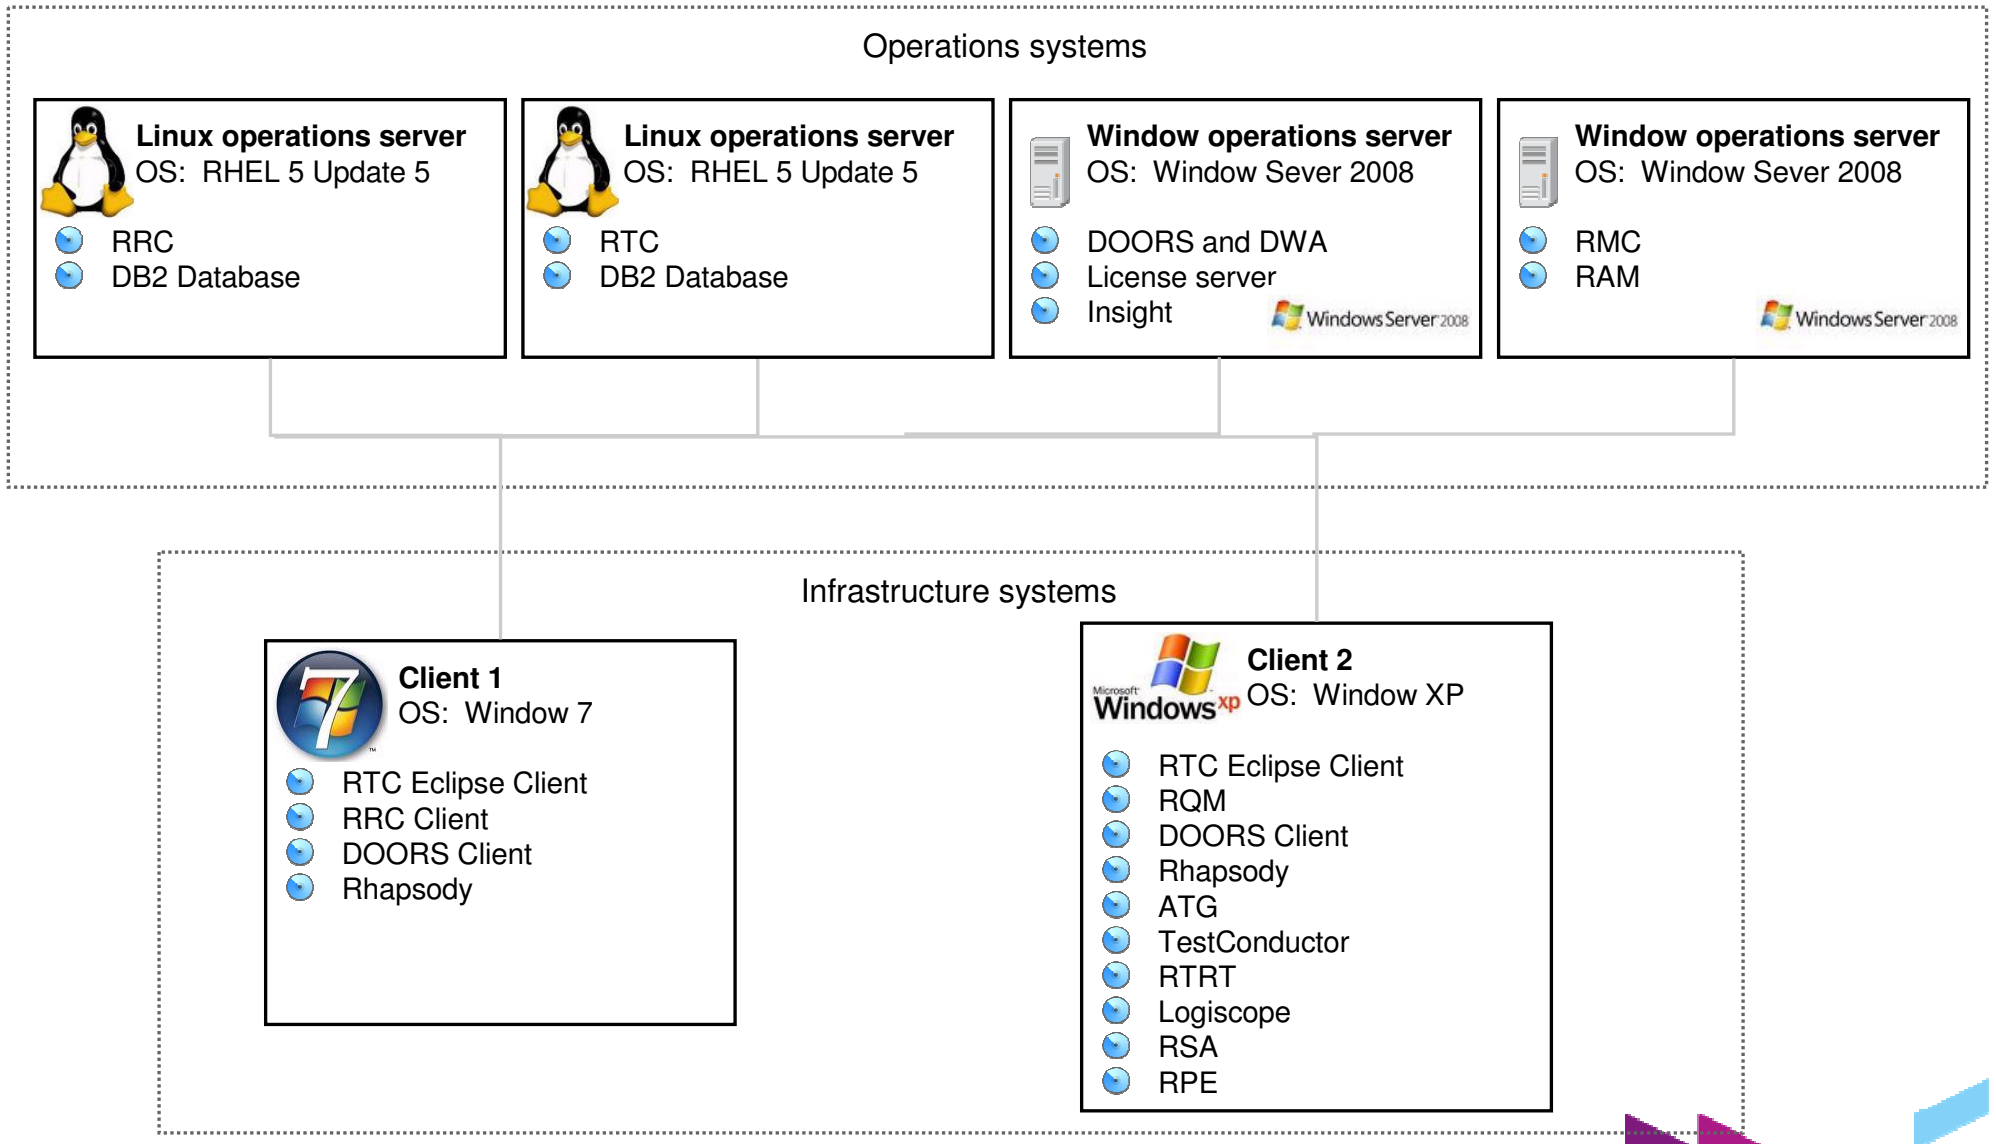 Operations systems
Linux operations server
OS: RHEL 5 Update 5
RRC
DB2 Database
Linux operations server
OS: RHEL 5 Update 5
RTC
DB2 Database
Window operations server
OS: Window Sever 2008
DOORS and DWA
License server
Insight
Windows Server 2008
Window operations server
OS: Window Sever 2008
RMC
RAM
Windows Server 2008
Infrastructure systems
7
TM
Client 1
OS: Window 7
RTC Eclipse Client
RRC Client
DOORS Client
Rhapsody
Microsoft
Windows xp
Client 2
OS: Window XP
RTC Eclipse Client
RQM
DOORS Client
Rhapsody
ATG
TestConductor
RTRT
Logiscope
RSA
RPE